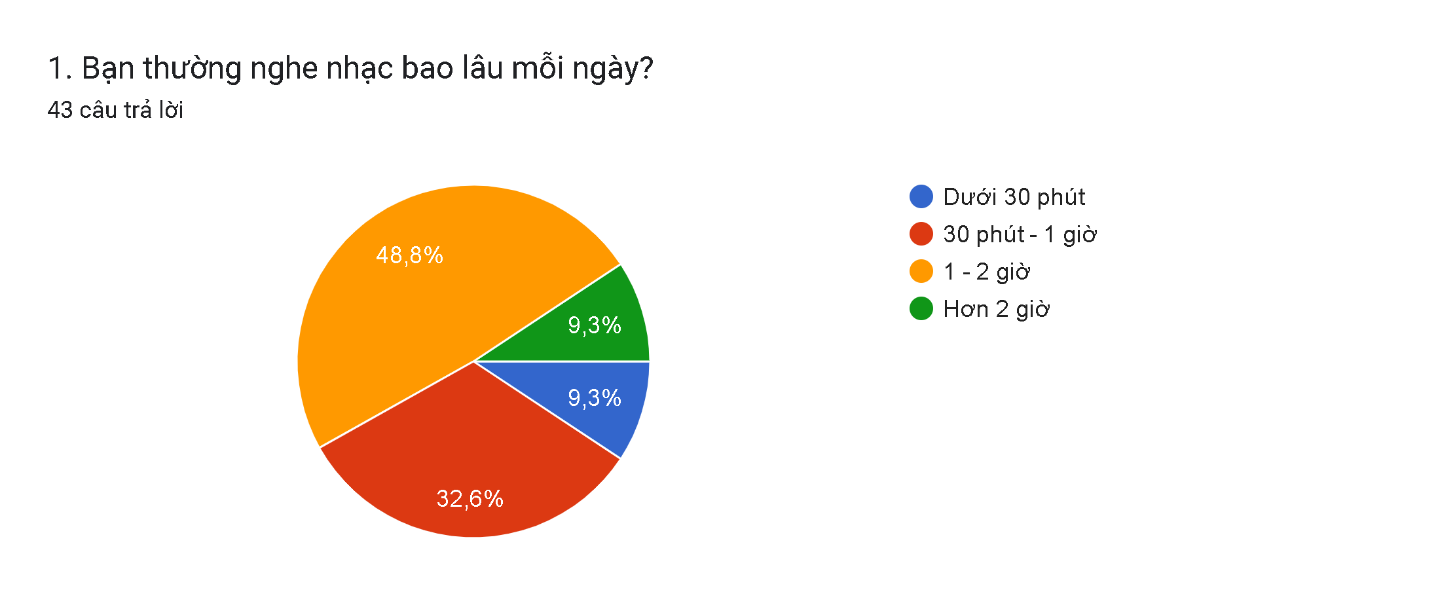 1. Bạn thường nghe nhạc bao lâu mỗi ngày?
43 câu trả lời
48,8%
9,3%
9,3%
32,6%
Dưới 30 phút
30 phút - 1 giờ
1 - 2 giờ
Hơn 2 giờ